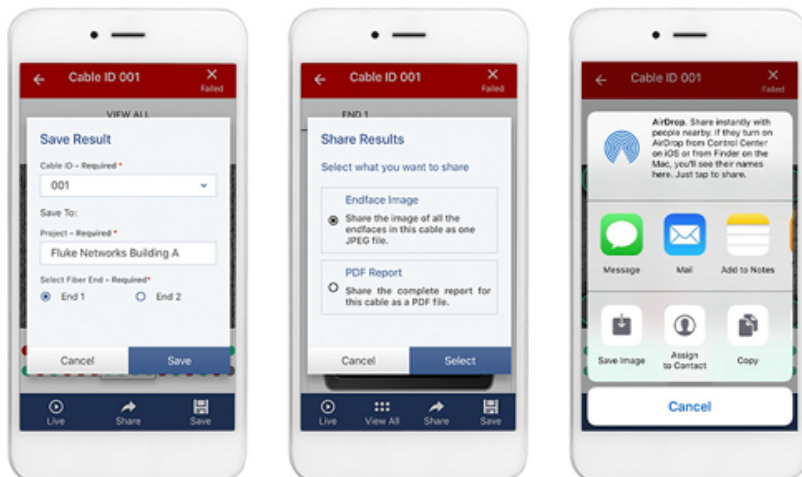 Cable ID 001
Failed
VIEW ALL
Save Result
Cable ID – Required *
001
Save To:
Project – Required *
Fluke Networks Building A
Select Fiber End – Required*
End 1
End 2
Cancel
Save
Live
Share
Save
Cable ID 001
Failed
END 1
Share Results
Select what you want to share
Endface Image
Share the image of all the
endfaces in this cable as one
JPEG file.
PDF Report
Share the complete report for
this cable as a PDF file.
Cancel
Select
Live
View All
Share
Save
Cable ID 001
Failed
AirDrop. Share instantly with
people nearby. If they turn on
AirDrop from Control Center
on iOS or from Finder on the
Mac, you'll see their names
here. Just tap to share.
Message
Mail
Add to Notes
Save Image
Assign
to Contact
Copy
Cancel